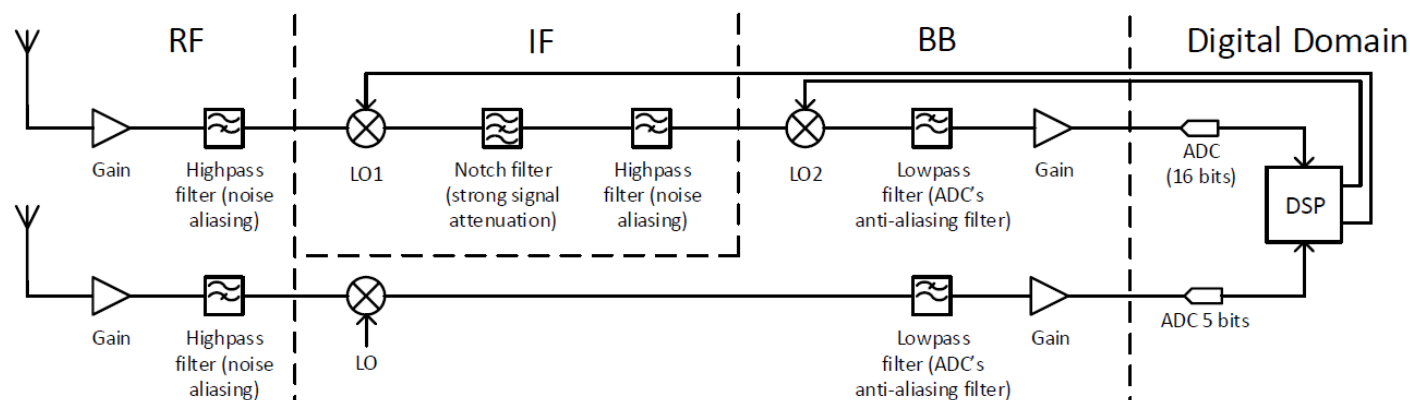 RF
IF
BB
Digital Domain
Gain
Highpass
filter (noise
aliasing)
LO1
Notch filter
(strong signal
attenuation)
Highpass
filter (noise
aliasing)
LO2
Lowpass
filter (ADC's
anti-aliasing filter)
Gain
ADC
(16 bits)
DSP
Gain
Highpass
filter (noise
aliasing)
LO
Lowpass
filter (ADC's
anti-aliasing filter)
Gain
ADC 5 bits